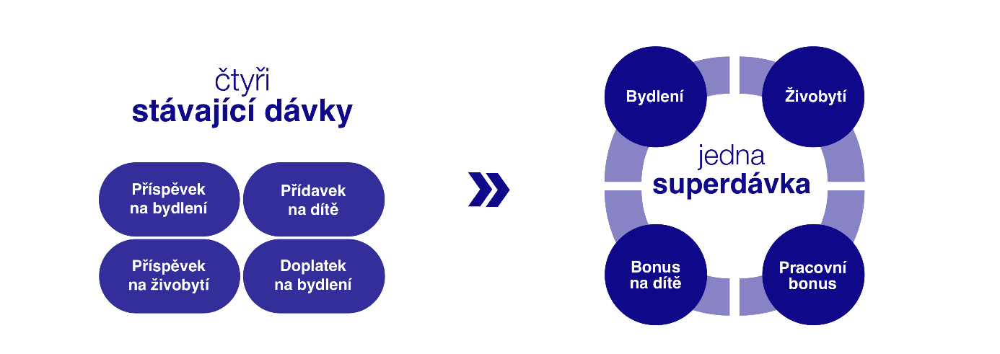 čtyři
stávající dávky
Příspěvek
na bydlení
Přídavek
na dítě
Příspěvek
na živobytí
Doplatek
na bydlení
Bydlení
Živobytí
jedna
superdávka
Bonus
na dítě
Pracovní
bonus